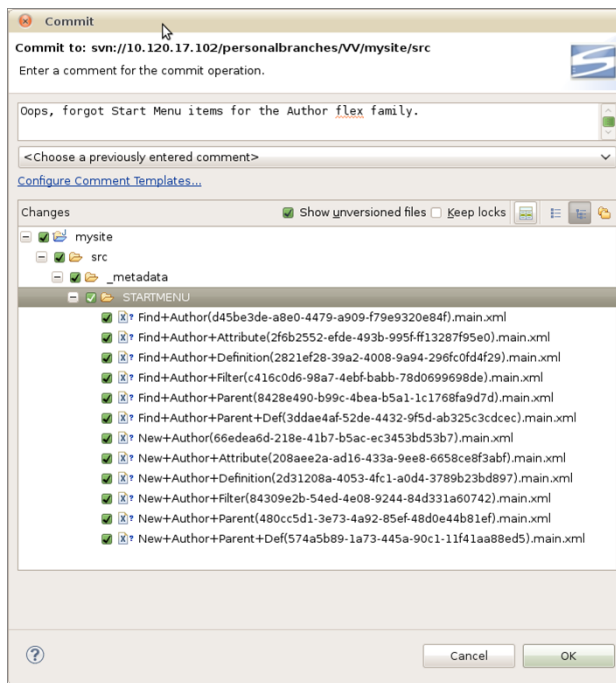 Commit
Commit to: svn://10.120.17.102/personalbranches/VV/mysite/src
Enter a comment for the commit operation.
Oops, forgot Start Menu items for the Author flex family.
<Choose a previously entered comment>
Configure Comment Templates...
Changes Show unversioned files Keep locks
mysite
src
_metadata
STARTMENU
Find+Author(d45be3de-a8e0-4479-a909-f79e9320e84f).main.xml
Find+Author+Attribute(2f6b2552-efde-493b-995f-ff13287f95e0).main.xml
Find+Author+Definition(2821ef28-39a2-4008-9a94-296fc0fd4f29).main.xml
Find+Author+Filter(c416c0d6-98a7-4ebf-babb-78d0699698de).main.xml
Find+Author+Parent(8428e490-b99c-4bea-b5a1-1c1768fa9d7d).main.xml
Find+Author+Parent+Def(3ddae4af-52de-4432-9f5d-ab325c3cdcec).main.xml
New+Author(66edea6d-218e-41b7-b5ac-ec3453bd53b7).main.xml
New+Author+Attribute(208aee2a-ad16-433a-9ee8-6658ce8f3abf).main.xml
New+Author+Definition(2d31208a-4053-4fc1-a0d4-3789b23bd897).main.xml
New+Author+Filter(84309e2b-54ed-4e08-9244-84d331a60742).main.xml
New+Author+Parent(480cc5d1-3e73-4a92-85ef-48d0e44b81ef).main.xml
New+Author+Parent+Def(574a5b89-1a73-445a-90c1-11f41aa88ed5).main.xml
? Cancel OK